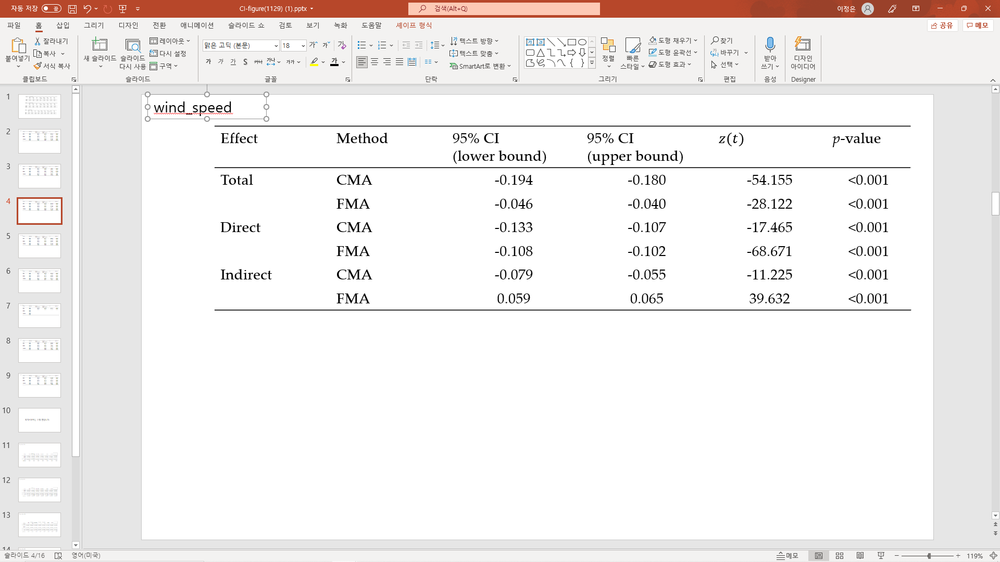 자동 저장 끔 CI-figure(1129) (1).pptx 검색(Alt+Q) 이정은
파일 홈 삽입 그리기 디자인 전환 애니메이션 슬라이드 쇼 검토 보기 녹화 도움말 셰이프 형식 공유 메모
붙여넣기 잘라내기 복사 서식 복사
새 슬라이드 슬라이드 다시 사용 레이아웃 다시 설정 구역
맑은 고딕 (본문) 18
텍스트 방향 텍스트 맞춤 SmartArt로 변환
정렬 빠른 스타일 도형 채우기 도형 윤곽선 도형 효과
찾기 바꾸기 선택
받아쓰기 디자인 아이디어
클립보드 슬라이드 글꼴 단락 그리기 편집 음성 Designer
1
2
3
4
5
6
7
8
9
10
11
12
13
14
wind_speed
Effect Method 95% CI (lower bound) 95% CI (upper bound) z(t) p-value
Total CMA -0.194 -0.180 -54.155 <0.001
FMA -0.046 -0.040 -28.122 <0.001
Direct CMA -0.133 -0.107 -17.465 <0.001
FMA -0.108 -0.102 -68.671 <0.001
Indirect CMA -0.079 -0.055 -11.225 <0.001
FMA 0.059 0.065 39.632 <0.001
슬라이드 4/16 영어(미국) 메모 119%